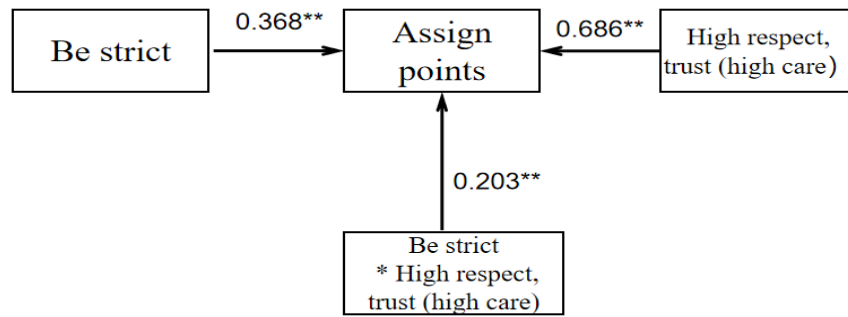 Be strict
0.368**
Assign
points
0.686**
High respect,
trust (high care)
0.203**
Be strict
* High respect,
trust (high care)